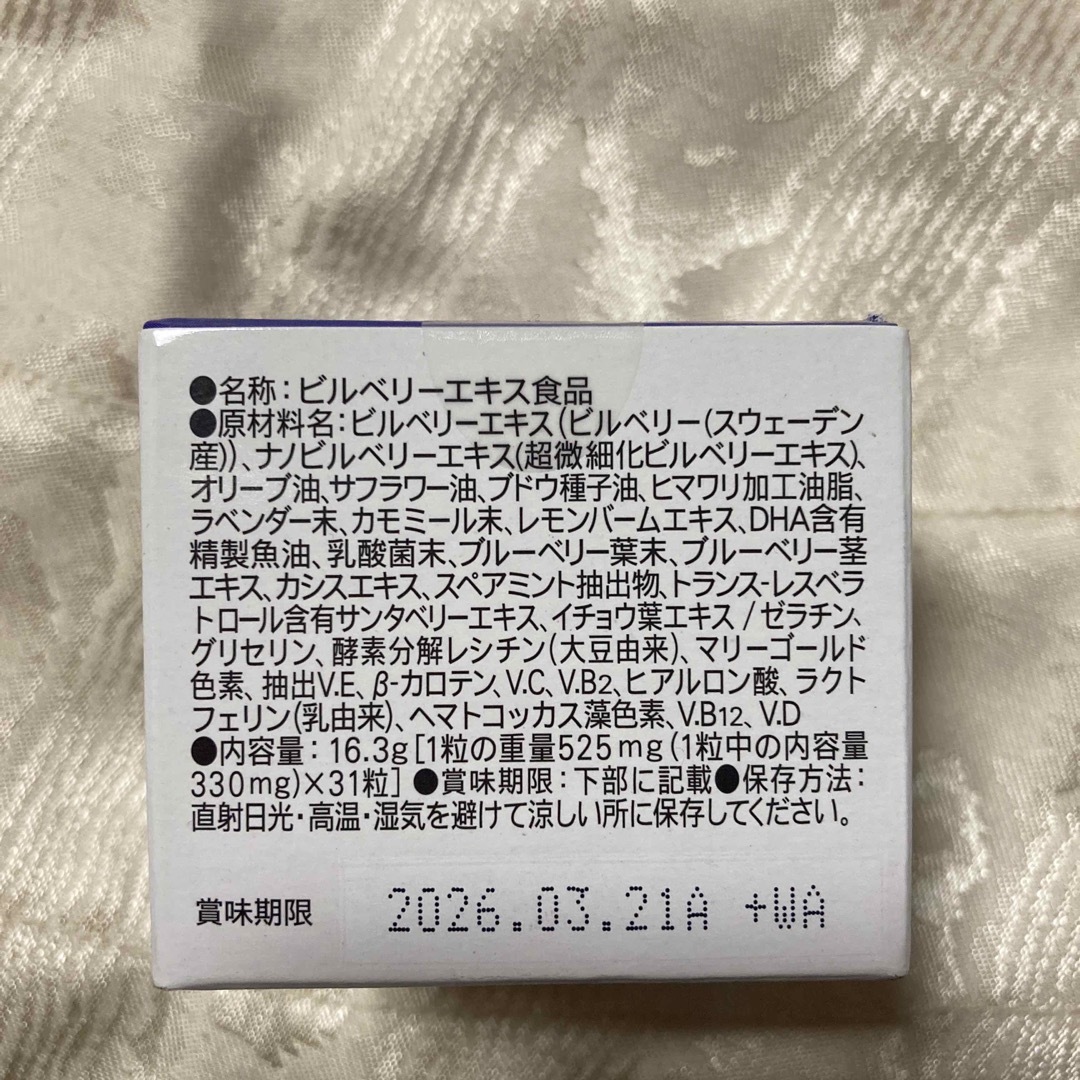 ●名称：ビルベリーエキス食品
●原材料名：ビルベリーエキス（ビルベリー（スウェーデン
産））、ナノビルベリーエキス（超微細化ビルベリーエキス）、
オリーブ油、サフラワー油、ブドウ種子油、ヒマワリ加工油脂、
ラベンダー末、カモミール末、レモンバームエキス、DHA含有
精製魚油、乳酸菌末、ブルーベリー葉末、ブルーベリー茎
エキス、カシスエキス、スペアミント抽出物、トランス-レスベラ
トロール含有サンタベリーエキス、イチョウ葉エキス / ゼラチン、
グリセリン、酵素分解レシチン（大豆由来）、マリーゴールド
色素、抽出V.E、β-カロテン、V.C、V.B2、ヒアルロン酸、ラクト
フェリン（乳由来）、ヘマトコッカス藻色素、V.B12、V.D
●内容量：16.3g［1粒の重量525mg（1粒中の内容量
330mg）×31粒］●賞味期限：下部に記載●保存方法：
直射日光・高温・湿気を避けて涼しい所に保存してください。
賞味期限 2026.03.21A +WA